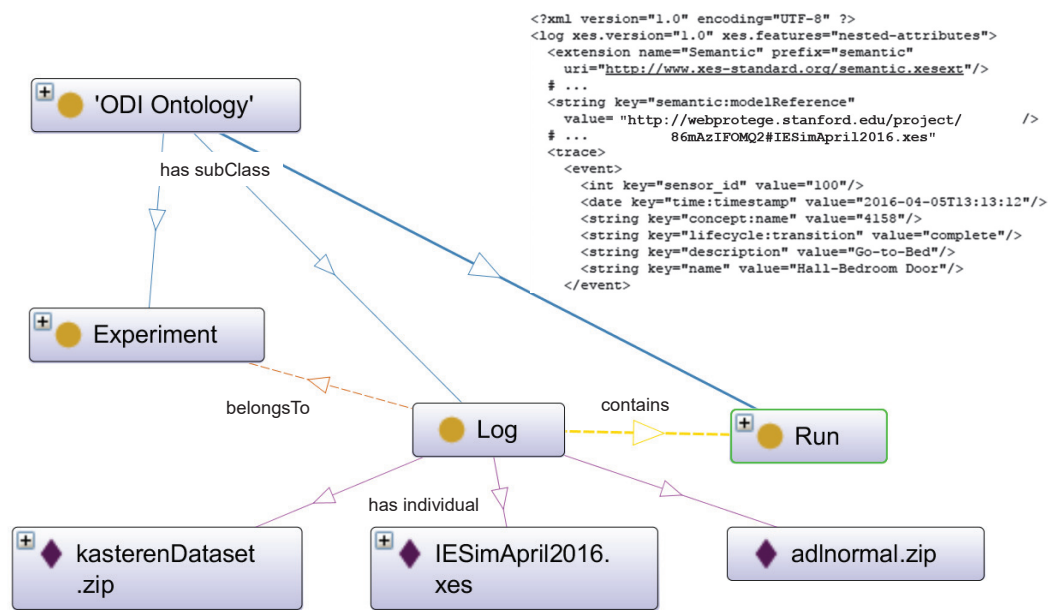 <?xml version="1.0" encoding="UTF-8" ?>
<log xes.version="1.0" xes.features="nested-attributes">
<extension name="Semantic" prefix="semantic"
uri="http://www.xes-standard.org/semantic.xesext"/>
# ...
<string key="semantic:modelReference"
value= "http://webprotege.stanford.edu/project/ />
# ... 86mAzIFOMQ2#IESimApril2016.xes"
<trace>
<event>
<int key="sensor_id" value="100"/>
<date key="time:timestamp" value="2016-04-05T13:13:12"/>
<string key="concept:name" value="4158"/>
<string key="lifecycle:transition" value="complete"/>
<string key="description" value="Go-to-Bed"/>
<string key="name" value="Hall-Bedroom Door"/>
</event>
'ODI Ontology'
has subClass
Experiment
belongsTo
Log
contains
Run
has individual
kasterenDataset
.zip
IESimApril2016.
xes
adlnormal.zip